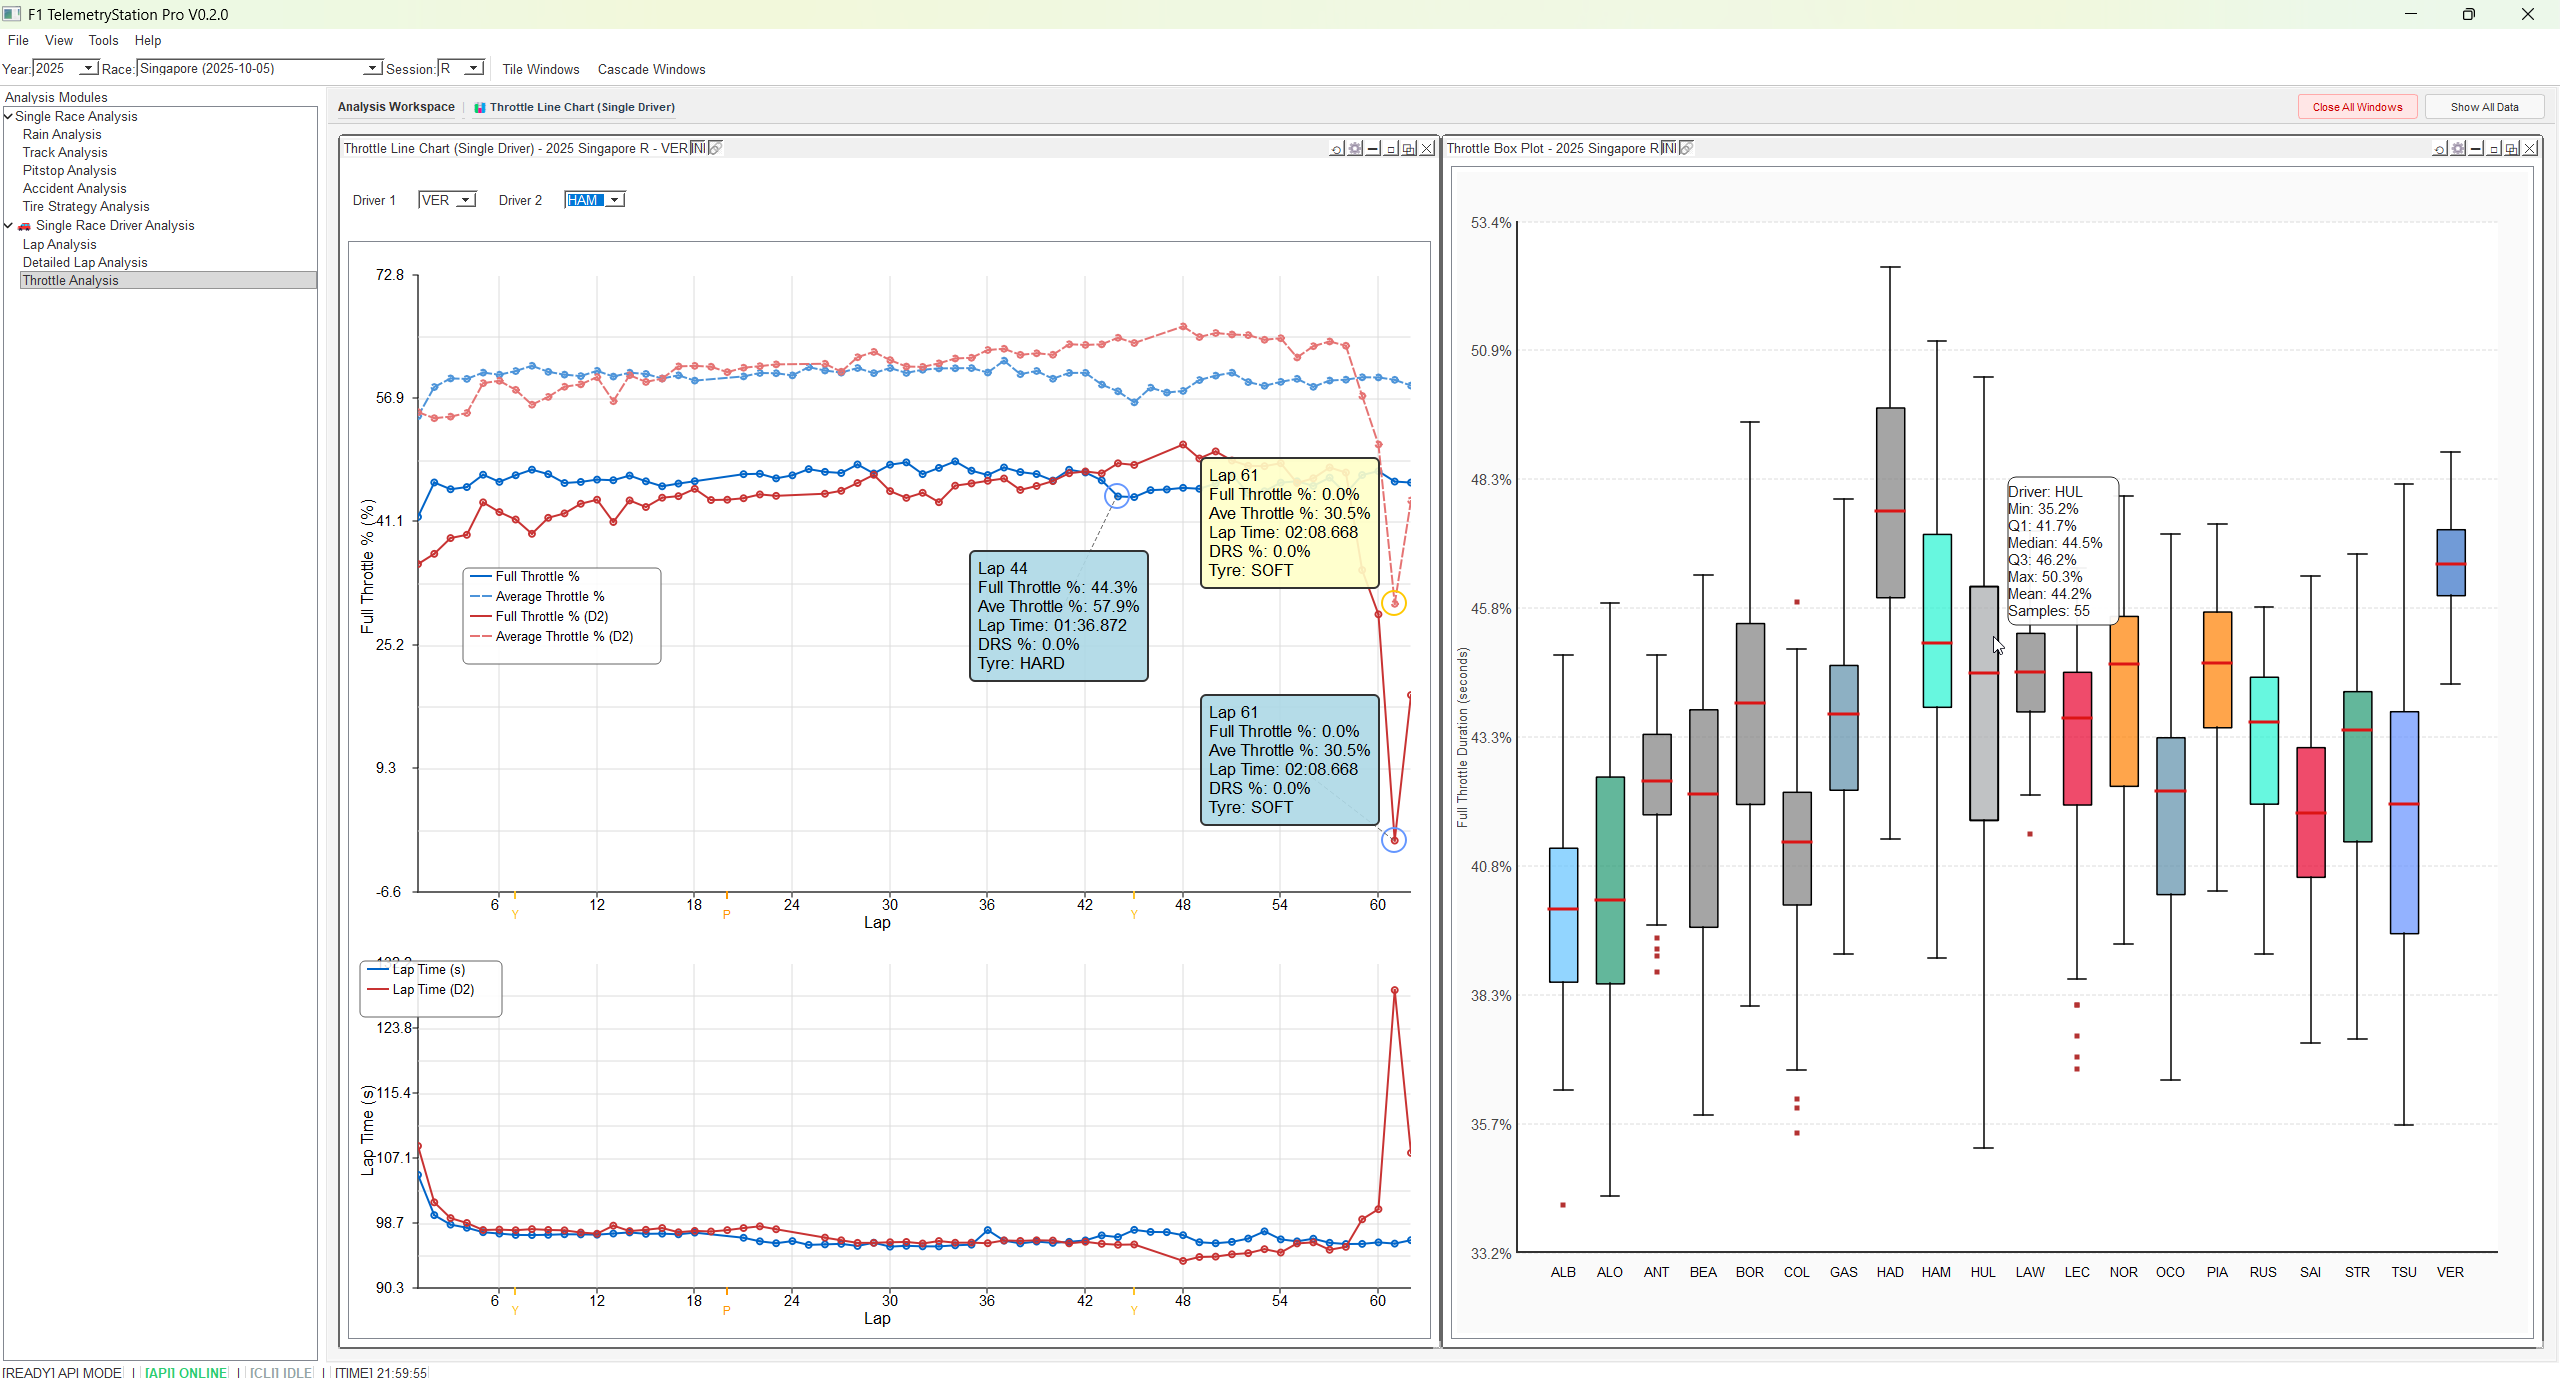 F1 TelemetryStation Pro V0.2.0
File View Tools Help
Year: 2025 Race: Singapore (2025-10-05) Session: R Tile Windows Cascade Windows
Analysis Modules
Single Race Analysis
Rain Analysis
Track Analysis
Pitstop Analysis
Accident Analysis
Tire Strategy Analysis
Single Race Driver Analysis
Lap Analysis
Detailed Lap Analysis
Throttle Analysis
Analysis Workspace | Throttle Line Chart (Single Driver)
Close All Windows Show All Data
Throttle Line Chart (Single Driver) - 2025 Singapore R - VER
Driver 1 VER Driver 2 HAM
Full Throttle % (%)
72.8
56.9
41.1
25.2
9.3
-6.6
Full Throttle %
Average Throttle %
Full Throttle % (D2)
Average Throttle % (D2)
Lap 44
Full Throttle %: 44.3%
Ave Throttle %: 57.9%
Lap Time: 01:36.872
DRS %: 0.0%
Tyre: HARD
Lap 61
Full Throttle %: 0.0%
Ave Throttle %: 30.5%
Lap Time: 02:08.668
DRS %: 0.0%
Tyre: SOFT
Lap 61
Full Throttle %: 0.0%
Ave Throttle %: 30.5%
Lap Time: 02:08.668
DRS %: 0.0%
Tyre: SOFT
6 12 18 24 30 36 42 48 54 60
Y P Y
Lap
Lap Time (s)
Lap Time (D2)
Lap Time (s)
123.8
115.4
107.1
98.7
90.3
6 12 18 24 30 36 42 48 54 60
Y P Y
Lap
Throttle Box Plot - 2025 Singapore R
Full Throttle Duration (seconds)
53.4%
50.9%
48.3%
45.8%
43.3%
40.8%
38.3%
35.7%
33.2%
Driver: HUL
Min: 35.2%
Q1: 41.7%
Median: 44.5%
Q3: 46.2%
Max: 50.3%
Mean: 44.2%
Samples: 55
ALB ALO ANT BEA BOR COL GAS HAD HAM HUL LAW LEC NOR OCO PIA RUS SAI STR TSU VER
[READY] API MODE | [API] ONLINE | [CLI] IDLE | [TIME] 21:59:55